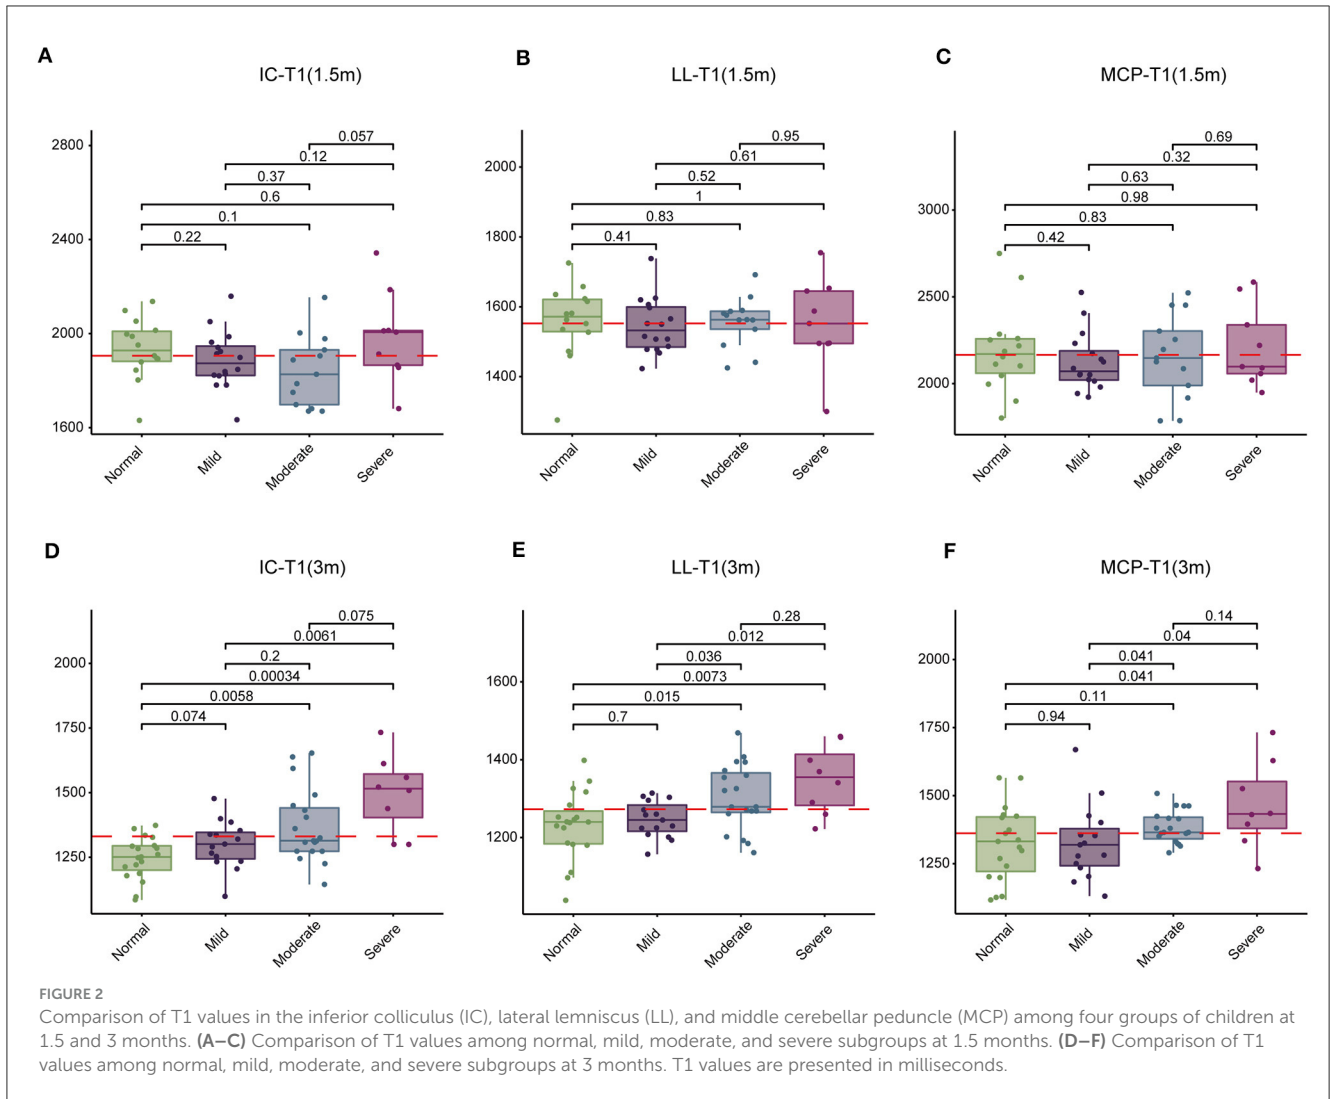 A
IC-T1(1.5m)
2800
2400
2000
1600
0.057
0.12
0.37
0.6
0.1
0.22
Normal
Mild
Moderate
Severe
B
LL-T1(1.5m)
2000
1800
1600
1400
0.95
0.61
0.52
1
0.83
0.41
Normal
Mild
Moderate
Severe
C
MCP-T1(1.5m)
3000
2500
2000
0.69
0.32
0.63
0.98
0.83
0.42
Normal
Mild
Moderate
Severe
D
IC-T1(3m)
2000
1750
1500
1250
0.075
0.0061
0.2
0.00034
0.0058
0.074
Normal
Mild
Moderate
Severe
E
LL-T1(3m)
1600
1400
1200
0.28
0.012
0.036
0.0073
0.015
0.7
Normal
Mild
Moderate
Severe
F
MCP-T1(3m)
2000
1750
1500
1250
0.14
0.04
0.041
0.041
0.11
0.94
Normal
Mild
Moderate
Severe
FIGURE 2
Comparison of T1 values in the inferior colliculus (IC), lateral lemniscus (LL), and middle cerebellar peduncle (MCP) among four groups of children at
1.5 and 3 months. (A–C) Comparison of T1 values among normal, mild, moderate, and severe subgroups at 1.5 months. (D–F) Comparison of T1
values among normal, mild, moderate, and severe subgroups at 3 months. T1 values are presented in milliseconds.